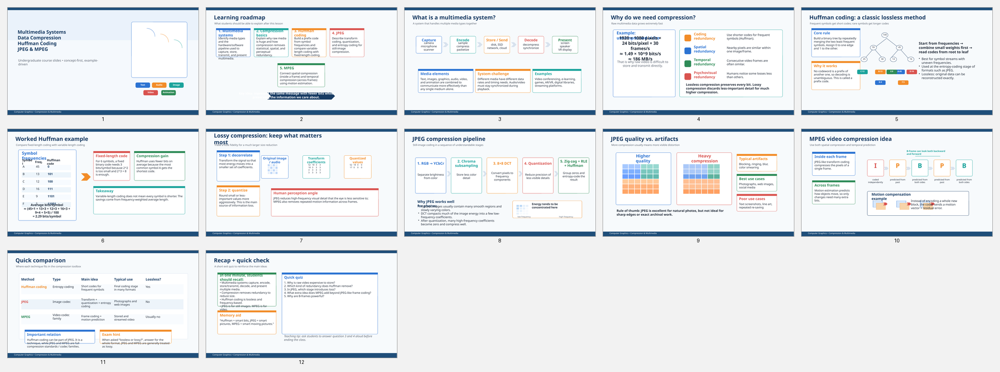 Multimedia Systems
Data Compression
Huffman Coding
JPEG & MPEG
Undergraduate course slides • concept-first, example-
driven
Text
Audio
Image
Video
Animation
Computer Graphics • Compression & Multimedia
1
Learning roadmap
What students should be able to explain after this lesson
1. Multimedia
systems
Identify media types
and the
hardware/software
pipeline used to
capture, store,
transmit, and present
multimedia.
2. Compression
basics
Explain why raw media
is huge and how
compression removes
statistical, spatial, and
perceptual
redundancy.
3. Huffman
coding
Build a prefix code
from symbol
frequencies and
compare variable-
length coding with
fixed-length coding.
4. JPEG
Describe transform
coding, quantization,
and entropy coding for
still-image
compression.
5. MPEG
Connect spatial compression
(inside a frame) and temporal
compression (across frames)
using motion estimation.
the same message with fewer bits while
the information we care about.
Computer Graphics • Compression & Multimedia
2
What is a multimedia system?
A system that handles multiple media types together
Capture
camera
microphone
scanner
Encode
sample
compress
packetize
Store / Send
disk, SSD
network, cloud
Decode
decompress
synchronize
Present
screen
speaker
VR display
Media elements
Text, images, graphics, audio, video,
and animation are combined to
communicate more effectively than
any single medium alone.
System challenge
Different media have different data
rates and timing needs. Audio/video
must stay synchronized during
playback.
Examples
Video conferencing, e-learning,
games, AR/VR, digital libraries,
streaming platforms.
Computer Graphics • Compression & Multimedia
3
Why do we need compression?
Raw multimedia data grows extremely fast
Example:
1920 × 1080 pixels ×
24 bits/pixel × 30
frames/s
≈ 1.49 × 10^9 bits/s
≈ 186 MB/s
That is why raw video is difficult to
store and transmit directly.
Coding
redundancy
Use shorter codes for frequent
symbols (Huffman).
Spatial
redundancy
Nearby pixels are similar within
one image/frame.
Temporal
redundancy
Consecutive video frames are
often similar.
Psychovisual
redundancy
Humans notice some losses less
than others.
Lossless compression preserves every bit. Lossy
compression discards less-important detail for much
higher compression.
Computer Graphics • Compression & Multimedia
4
Huffman coding: a classic lossless method
Frequent symbols get short codes; rare symbols get longer codes
Core rule
Build a binary tree by repeatedly
merging the two least frequent
symbols. Assign 0 to one edge
and 1 to the other.
Why it works
No codeword is a prefix of
another one, so decoding is
unambiguous. This is called a
prefix code.
100
55
45
25
30
14
16
C:12
B:13
E:9
A:45
D:16
G:4
F:5
Start from frequencies →
combine small weights first →
read codes from root to leaf
• Best for symbol streams with
uneven frequencies.
• Used at the entropy-coding stage of
formats such as JPEG.
• Lossless: original data can be
reconstructed exactly.
Computer Graphics • Compression & Multimedia
5
Worked Huffman example
Compare fixed-length coding with variable-length coding
Symbol
frequencies
Symbo
l
Freq.
Huffman
code
A 45 0
B 13 101
C 12 100
D 16 111
E 9 1101
F
Average bits/symbol
≈ (45×1 + 13×3 + 12×3 + 16×3 +
9×4 + 5×5) / 100
≈ 2.29 bits/symbol
Fixed-length code
For 6 symbols, a fixed
binary code needs 3
bits/symbol because 2^2
is too small and 2^3 = 8
is enough.
Compression gain
Huffman uses fewer bits on
average because the most
common symbol A gets the
shortest code.
Takeaway
Variable-length coding does not mean every symbol is shorter. The
savings come from frequency-weighted average length.
Computer Graphics • Compression & Multimedia
6
Lossy compression: keep what matters
most
Trade a little fidelity for a much larger size reduction
Step 1: decorrelate
Transform the signal so that
most energy moves into a
smaller set of coefficients.
Step 2: quantize
Round small or less-
important values more
aggressively. This is the main
source of information loss.
Original image
/ audio
Transform
coefficients
52 18 3 3
18 3 3 3
3 3 3 3
3 3 3 3
Quantized
values
52 18 0 0
17 0 0 0
Human perception angle
JPEG reduces high-frequency visual detail that the eye is less sensitive to;
MPEG also removes repeated motion information across frames.
Computer Graphics • Compression & Multimedia
7
JPEG compression pipeline
Still-image coding in a sequence of understandable stages
1. RGB → YCbCr
Separate brightness
from color
2. Chroma
subsampling
Store less color
detail
3. 8×8 DCT
Convert pixels to
frequency
components
4. Quantization
Reduce precision of
less visible details
5. Zig-zag + RLE
+ Huffman
Group zeros and
entropy-code the
result
Why JPEG works well
for photos
images usually contain many smooth regions and
slowly varying colors.
• DCT compacts much of the image energy into a few low-
frequency coefficients.
• After quantization, many high-frequency coefficients
become zero and compress well.
Energy tends to be
concentrated here
low frequency
high frequency
Computer Graphics • Compression & Multimedia
8
JPEG quality vs. artifacts
More compression usually means more visible distortion
Higher
quality
Heavy
compression
Typical artifacts
Blocking, ringing, blur,
color smearing
Best use cases
Photographs, web images,
social media
Poor use cases
Text screenshots, line art,
repeated re-saving
Rule of thumb: JPEG is excellent for natural photos, but not ideal for
sharp edges or exact archival work.
Computer Graphics • Compression & Multimedia
9
MPEG video compression idea
Use both spatial compression and temporal prediction
Inside each frame
JPEG-like transform coding
compresses the pixels of a
single frame.
Across frames
Motion estimation predicts
how objects move, so only
changes need many extra
bits.
B-frame can look both backward
and forward
I
P
B
P
B
coded
independently
predicted from
past
predicted from
both sides
predicted from
past
predicted from
both sides
Motion compensation
example
Instead of encoding a whole new
block, the coder sends a motion
vector + residual error.
Computer Graphics • Compression & Multimedia
10
Quick comparison
Where each technique fits in the compression toolbox
Method
Type
Main idea
Typical use
Lossless?
Huffman coding
Entropy coding
Short codes for
frequent symbols
Final coding stage
in many formats
Yes
JPEG
Image codec
Transform +
quantization + entropy
coding
Photographs and
web images
No
MPEG
Video codec
family
Frame coding +
motion prediction
Stored and
streamed video
Usually no
Important relation
Huffman coding can be part of JPEG. It is a
technique, while JPEG and MPEG are full
compression standards / codec families.
Exam hint
When asked "lossless or lossy?", answer for the
whole format. JPEG and MPEG are generally treated
as lossy.
Computer Graphics • Compression & Multimedia
11
Recap + quick check
A short exit quiz to reinforce the main ideas
In one minute, students
should recall:
• Multimedia systems capture, encode,
store/transmit, decode, and present
multiple media.
• Compression removes redundancy to
reduce size.
• Huffman coding is lossless and
frequency-based.
• JPEG is for still images. MPEG is for
video.
Memory aid
"Huffman = smart bits, JPEG = smart
pictures, MPEG = smart moving pictures."
Quick quiz
1. Why is raw video expensive to store?
2. Which kind of redundancy does Huffman remove?
3. In JPEG, which stage introduces loss?
4. What extra idea does MPEG add beyond JPEG-like frame coding?
5. Why are B-frames powerful?
Teaching tip: ask students to answer question 3 and 4 aloud before
ending the class.
Computer Graphics • Compression & Multimedia
12